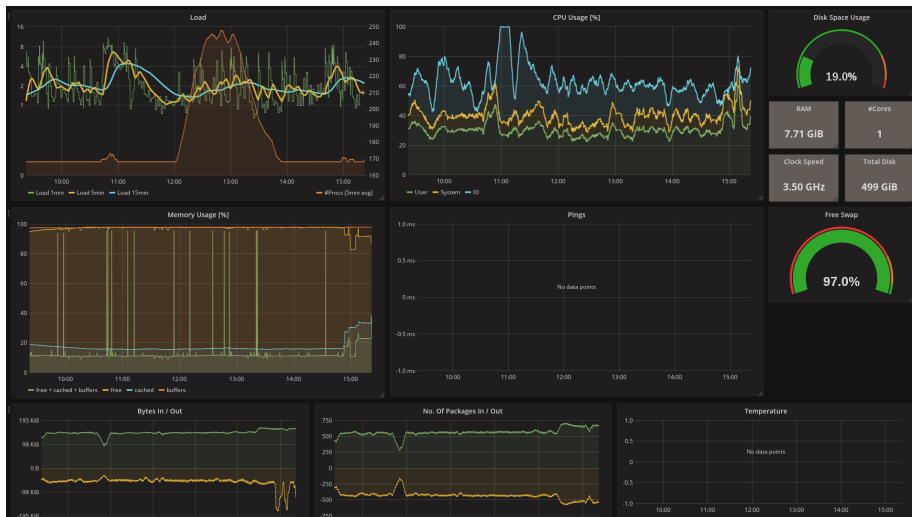 Load
16
8
4
2
1
0
250
240
230
220
210
200
190
180
170
160
10:00 11:00 12:00 13:00 14:00 15:00
Load 1min Load 5min Load 15min #Procs (5min avg)
CPU Usage [%]
100
80
60
40
20
0
10:00 11:00 12:00 13:00 14:00 15:00
User System IO
Disk Space Usage
19.0%
RAM
7.71 GiB
#Cores
1
Clock Speed
3.50 GHz
Total Disk
499 GiB
Memory Usage [%]
100
80
60
40
20
0
10:00 11:00 12:00 13:00 14:00 15:00
free + cached + buffers free cached buffers
Pings
1.0 ms
0.5 ms
0 ms
-0.5 ms
-1.0 ms
No data points
10:00 11:00 12:00 13:00 14:00 15:00
Free Swap
97.0%
Bytes In / Out
195 KiB
98 KiB
0 B
-98 KiB
-195 KiB
No. Of Packages In / Out
750
500
250
0
-250
-500
-750
Temperature
1.0
0.5
0
-0.5
-1.0
No data points
10:00 11:00 12:00 13:00 14:00 15:00